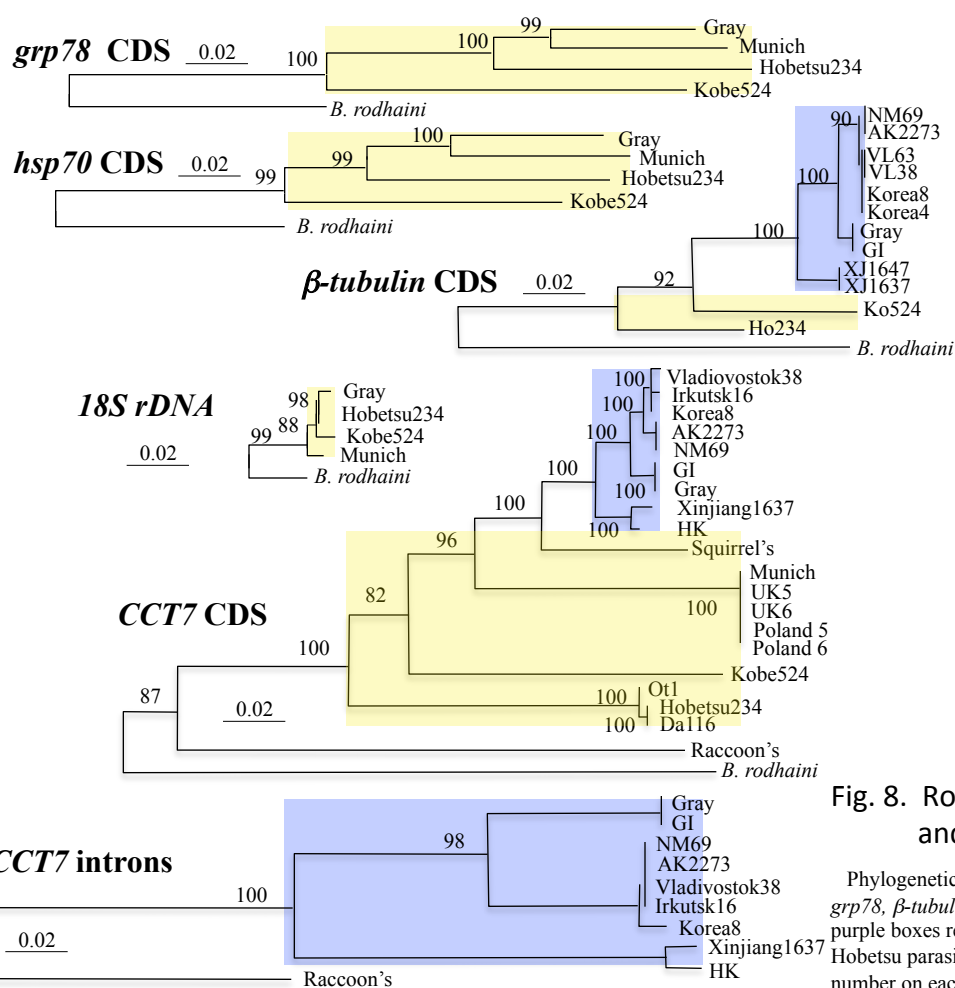 grp78 CDS
0.02
100
100
99
Gray
Munich
Hobetsu234
Kobe524
B. rodhaini
hsp70 CDS
0.02
99
99
100
Gray
Munich
Hobetsu234
Kobe524
B. rodhaini
β-tubulin CDS
0.02
92
100
100
90
NM69
AK2273
VL63
VL38
Korea8
Korea4
Gray
GI
XJ1647
XJ1637
Ko524
Ho234
B. rodhaini
18S rDNA
0.02
99
88
98
Gray
Hobetsu234
Kobe524
Munich
B. rodhaini
CCT7 CDS
0.02
87
100
82
96
100
100
100
100
100
100
100
Vladiovostok38
Irkutsk16
Korea8
AK2273
NM69
GI
Gray
Xinjiang1637
HK
Squirrel's
Munich
UK5
UK6
Poland 5
Poland 6
100
Kobe524
100
100
Ot1
Hobetsu234
Da116
Raccoon's
B. rodhaini
CCT7 introns
0.02
100
98
Gray
GI
NM69
AK2273
Vladivostok38
Irkutsk16
Korea8
Xinjiang1637
HK
Raccoon's
Fig. 8. Ro
and
Phylogenetic
grp78, β-tubul
purple boxes re
Hobetsu parasi
number on eac